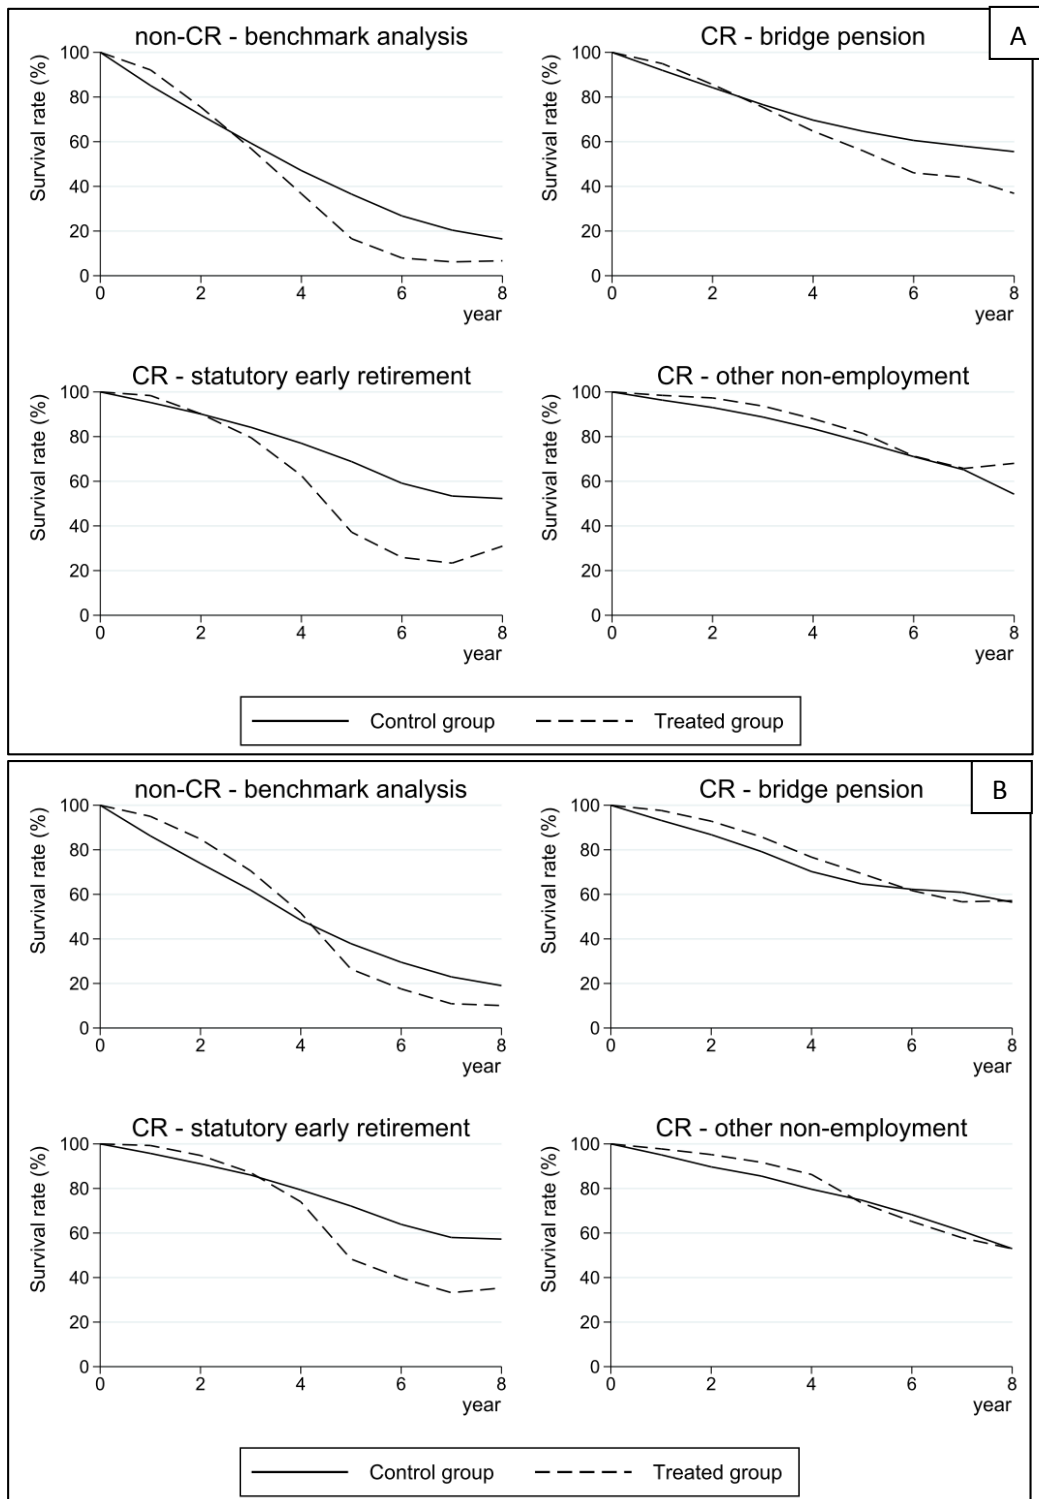 A
non-CR - benchmark analysis
Survival rate (%)
100
80
60
40
20
0
0 2 4 6 8
year
CR - bridge pension
Survival rate (%)
100
80
60
40
20
0
0 2 4 6 8
year
CR - statutory early retirement
Survival rate (%)
100
80
60
40
20
0
0 2 4 6 8
year
CR - other non-employment
Survival rate (%)
100
80
60
40
20
0
0 2 4 6 8
year
Control group Treated group
B
non-CR - benchmark analysis
Survival rate (%)
100
80
60
40
20
0
0 2 4 6 8
year
CR - bridge pension
Survival rate (%)
100
80
60
40
20
0
0 2 4 6 8
year
CR - statutory early retirement
Survival rate (%)
100
80
60
40
20
0
0 2 4 6 8
year
CR - other non-employment
Survival rate (%)
100
80
60
40
20
0
0 2 4 6 8
year
Control group Treated group